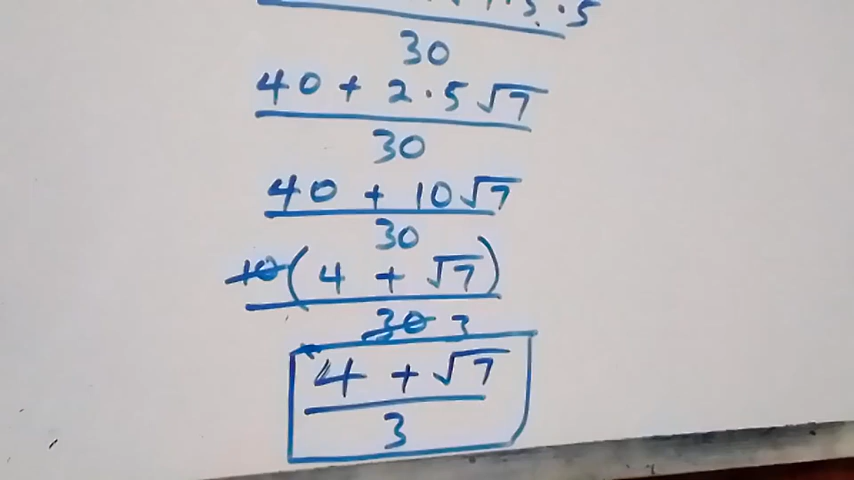 30
40 + 2 · 5 √7
30
40 + 10 √7
30
10 ( 4 + √7 )
30 3
4 + √7
3